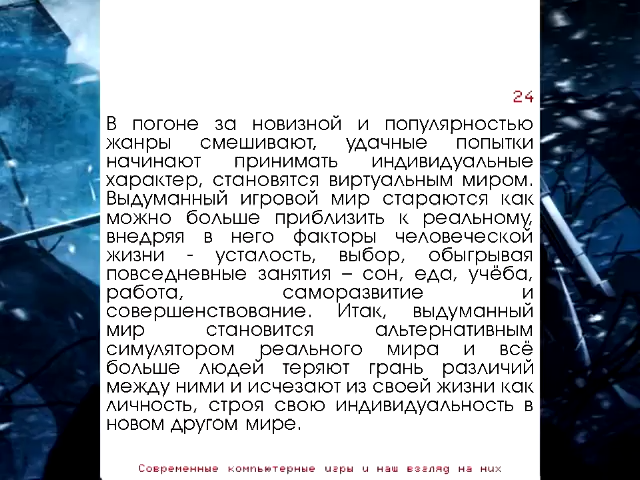 24
В погоне за новизной и популярностью
жанры смешивают, удачные попытки
начинают принимать индивидуальные
характер, становятся виртуальным миром.
Выдуманный игровой мир стараются как
можно больше приблизить к реальному,
внедряя в него факторы человеческой
жизни - усталость, выбор, обыгрывая
повседневные занятия – сон, еда, учёба,
работа, саморазвитие и
совершенствование. Итак, выдуманный
мир становится альтернативным
симулятором реального мира и всё
больше людей теряют грань различий
между ними и исчезают из своей жизни как
личность, строя свою индивидуальность в
новом другом мире.
Современные компьютерные игры и наш взгляд на них